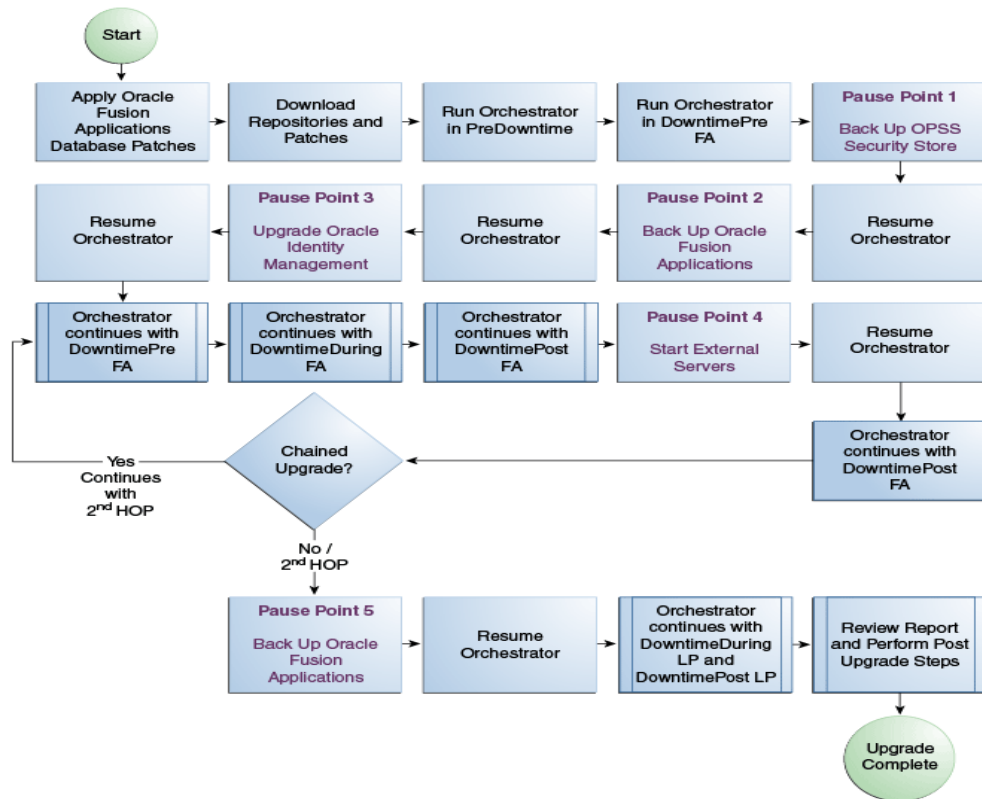 Start
Apply Oracle
Fusion
Applications
Database Patches
Download
Repositories and
Patches
Run Orchestrator
in PreDowntime
Run Orchestrator
in DowntimePre
FA
Pause Point 1
Back Up OPSS
Security Store
Resume
Orchestrator
Pause Point 3
Upgrade Oracle
Identity
Management
Resume
Orchestrator
Pause Point 2
Back Up Oracle
Fusion
Applications
Resume
Orchestrator
Orchestrator
continues with
DowntimePre
FA
Orchestrator
continues with
DowntimeDuring
FA
Orchestrator
continues with
DowntimePost
FA
Pause Point 4
Start External
Servers
Resume
Orchestrator
Yes
Continues
with
2nd HOP
Chained
Upgrade?
Orchestrator
continues with
DowntimePost
FA
No /
2nd HOP
Pause Point 5
Back Up Oracle
Fusion
Applications
Resume
Orchestrator
Orchestrator
continues with
DowntimeDuring
LP and
DowntimePost LP
Review Report
and Perform Post
Upgrade Steps
Upgrade
Complete